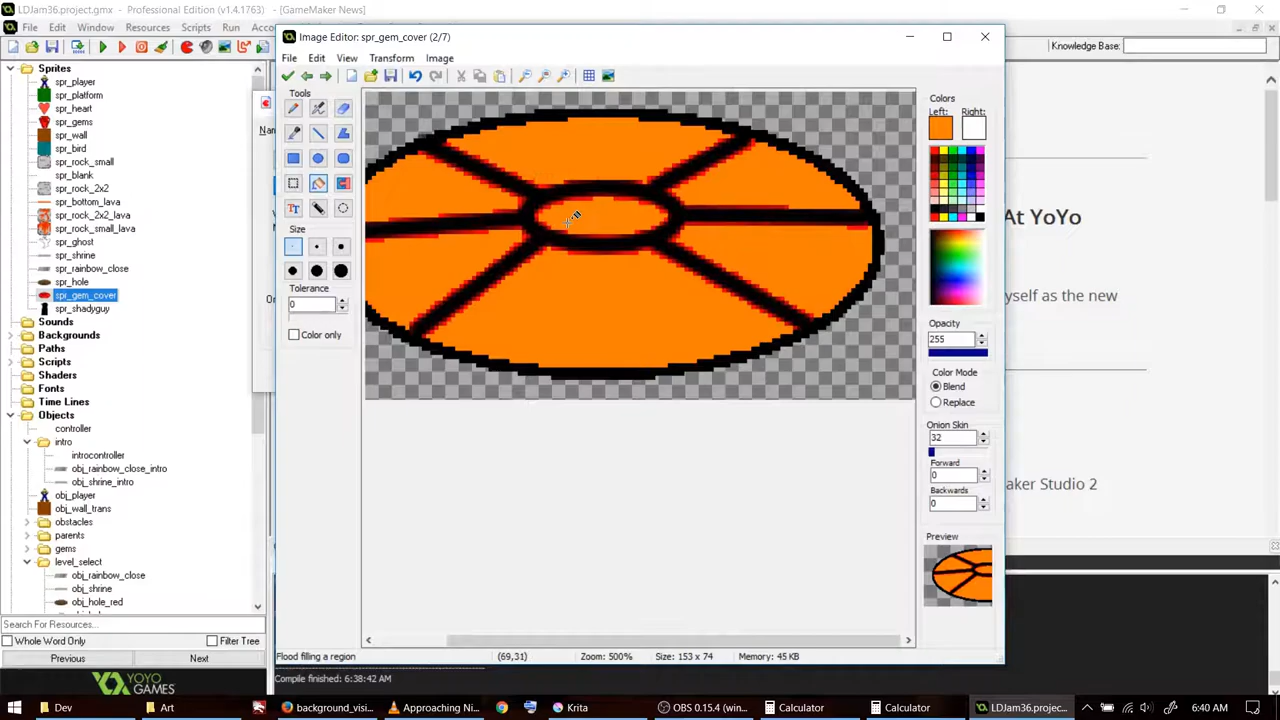 LDJam36.project.gmx - Professional Edition (v1.4.1763) - [GameMaker News]
File Edit Window Resources Scripts Run
Knowledge Base:
Sprites
spr_player
spr_platform
spr_heart
spr_gems
spr_wall
spr_bird
spr_rock_small
spr_blank
spr_rock_2x2
spr_bottom_lava
spr_rock_2x2_lava
spr_rock_small_lava
spr_ghost
spr_shrine
spr_rainbow_close
spr_hole
spr_gem_cover
spr_shadyguy
Sounds
Backgrounds
Paths
Scripts
Shaders
Fonts
Time Lines
Objects
controller
intro
introcontroller
obj_rainbow_close_intro
obj_shrine_intro
obj_player
obj_wall_trans
obstacles
parents
gems
level_select
obj_rainbow_close
obj_shrine
obj_hole_red
Search For Resources...
Whole Word Only Filter Tree
Previous Next
YOYO GAMES
Image Editor: spr_gem_cover (2/7)
File Edit View Transform Image
Tools
Size
Tolerance
0
Color only
Colors
Left: Right:
Opacity
255
Color Mode
Blend
Replace
Onion Skin
32
Forward
0
Backwards
0
Preview
Flood filling a region (69,31) Zoom: 500% Size: 153 x 74 Memory: 45 KB
At YoYo
yself as the new
aker Studio 2
Compile finished: 6:38:42 AM
Dev Art background_visi... Approaching Ni... Krita OBS 0.15.4 (win... Calculator Calculator LDJam36.projec... 6:40 AM